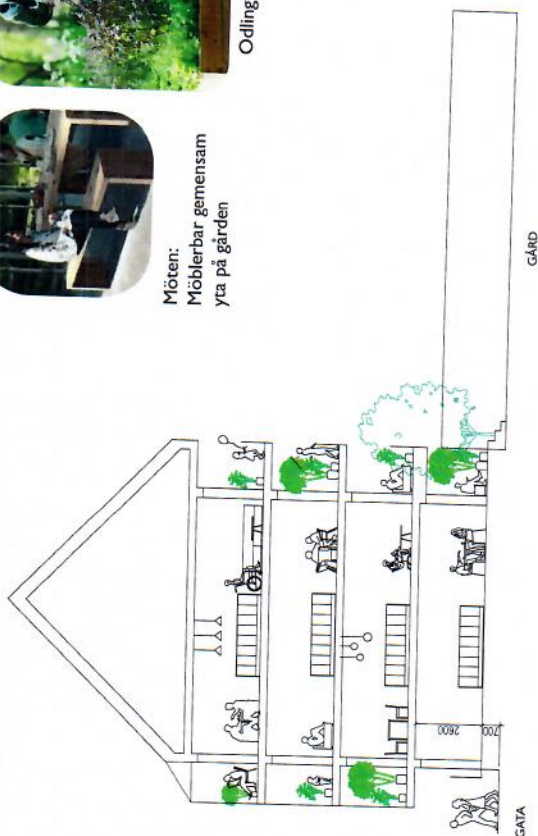 Odling
Möten:
Möblerbar gemensam
yta på gården
2600
700
GATA
GÅRD